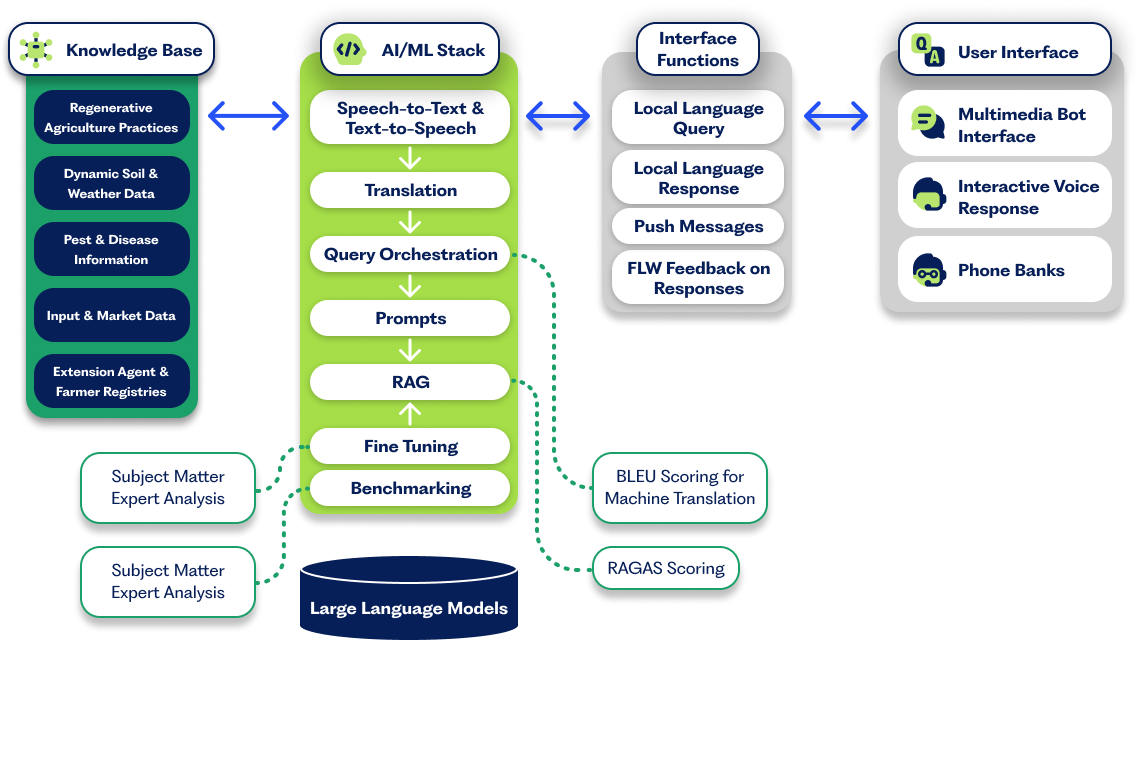 Knowledge Base
Regenerative
Agriculture Practices
Dynamic Soil &
Weather Data
Pest & Disease
Information
Input & Market Data
Extension Agent &
Farmer Registries
AI/ML Stack
Speech-to-Text &
Text-to-Speech
Translation
Query Orchestration
Prompts
RAG
Fine Tuning
Benchmarking
Interface
Functions
Local Language
Query
Local Language
Response
Push Messages
FLW Feedback on
Responses
Q
A
User Interface
Multimedia Bot
Interface
Interactive Voice
Response
Phone Banks
Subject Matter
Expert Analysis
Subject Matter
Expert Analysis
BLEU Scoring for
Machine Translation
RAGAS Scoring
Large Language Models